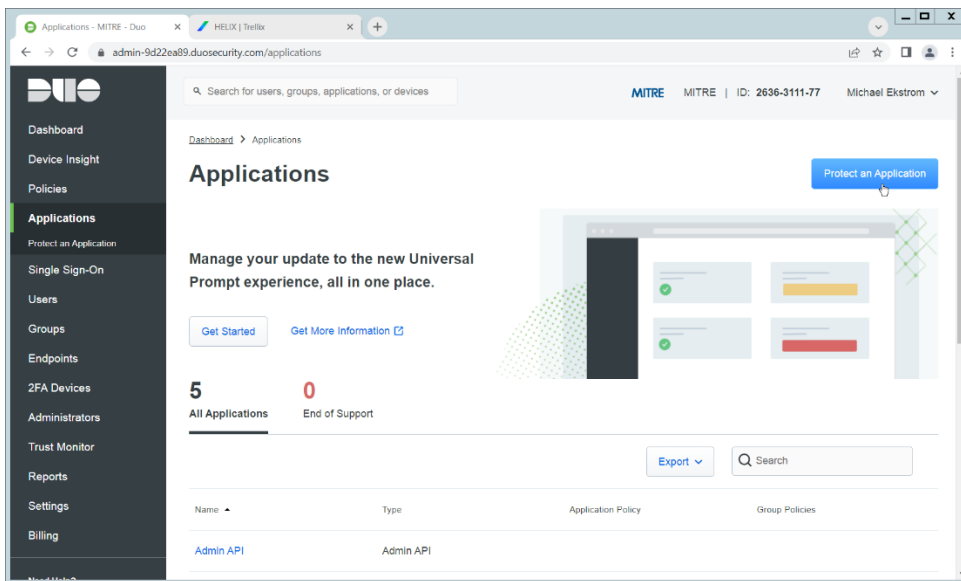 Applications - MITRE - Duo
HELIX | Trellix
admin-9d22ea89.duosecurity.com/applications
DUO
Search for users, groups, applications, or devices
MITRE MITRE | ID: 2636-3111-77 Michael Ekstrom
Dashboard
Device Insight
Policies
Applications
Protect an Application
Single Sign-On
Users
Groups
Endpoints
2FA Devices
Administrators
Trust Monitor
Reports
Settings
Billing
Need Help?
Dashboard > Applications
Applications
Protect an Application
Manage your update to the new Universal
Prompt experience, all in one place.
Get Started Get More Information
5 0
All Applications End of Support
Export Search
Name Type Application Policy Group Policies
Admin API Admin API